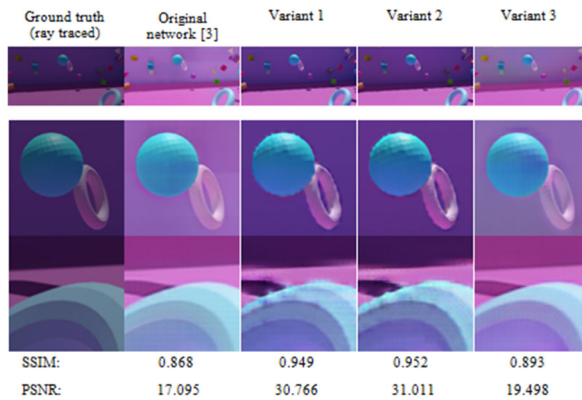 Ground truth
(ray traced)
Original
network [3]
Variant 1
Variant 2
Variant 3
SSIM: 0.868 0.949 0.952 0.893
PSNR: 17.095 30.766 31.011 19.498